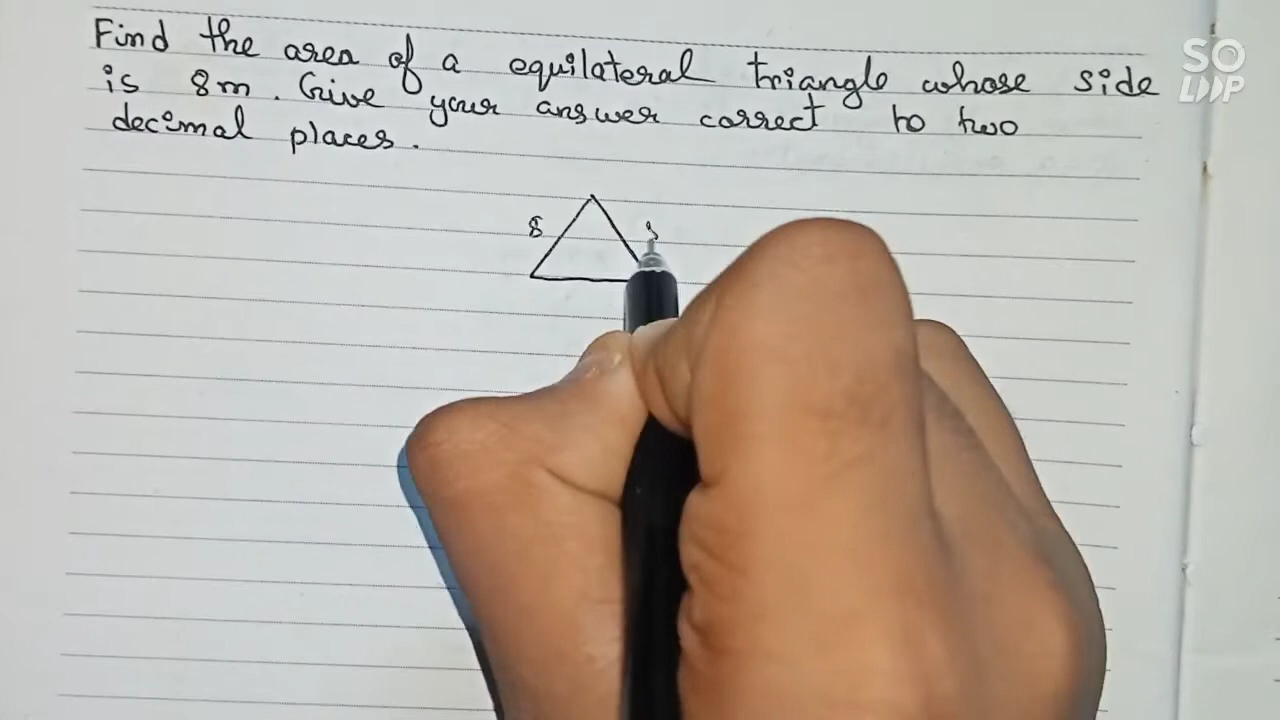 Find the area of a equilateral triangle whose side
is 8m. Give your answer correct to two
decimal places.
8
SO
LP